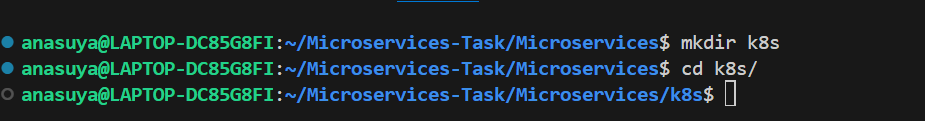 anasuya@LAPTOP-DC85G8FI:~/Microservices-Task/Microservices$ mkdir k8s
anasuya@LAPTOP-DC85G8FI:~/Microservices-Task/Microservices$ cd k8s/
anasuya@LAPTOP-DC85G8FI:~/Microservices-Task/Microservices/k8s$